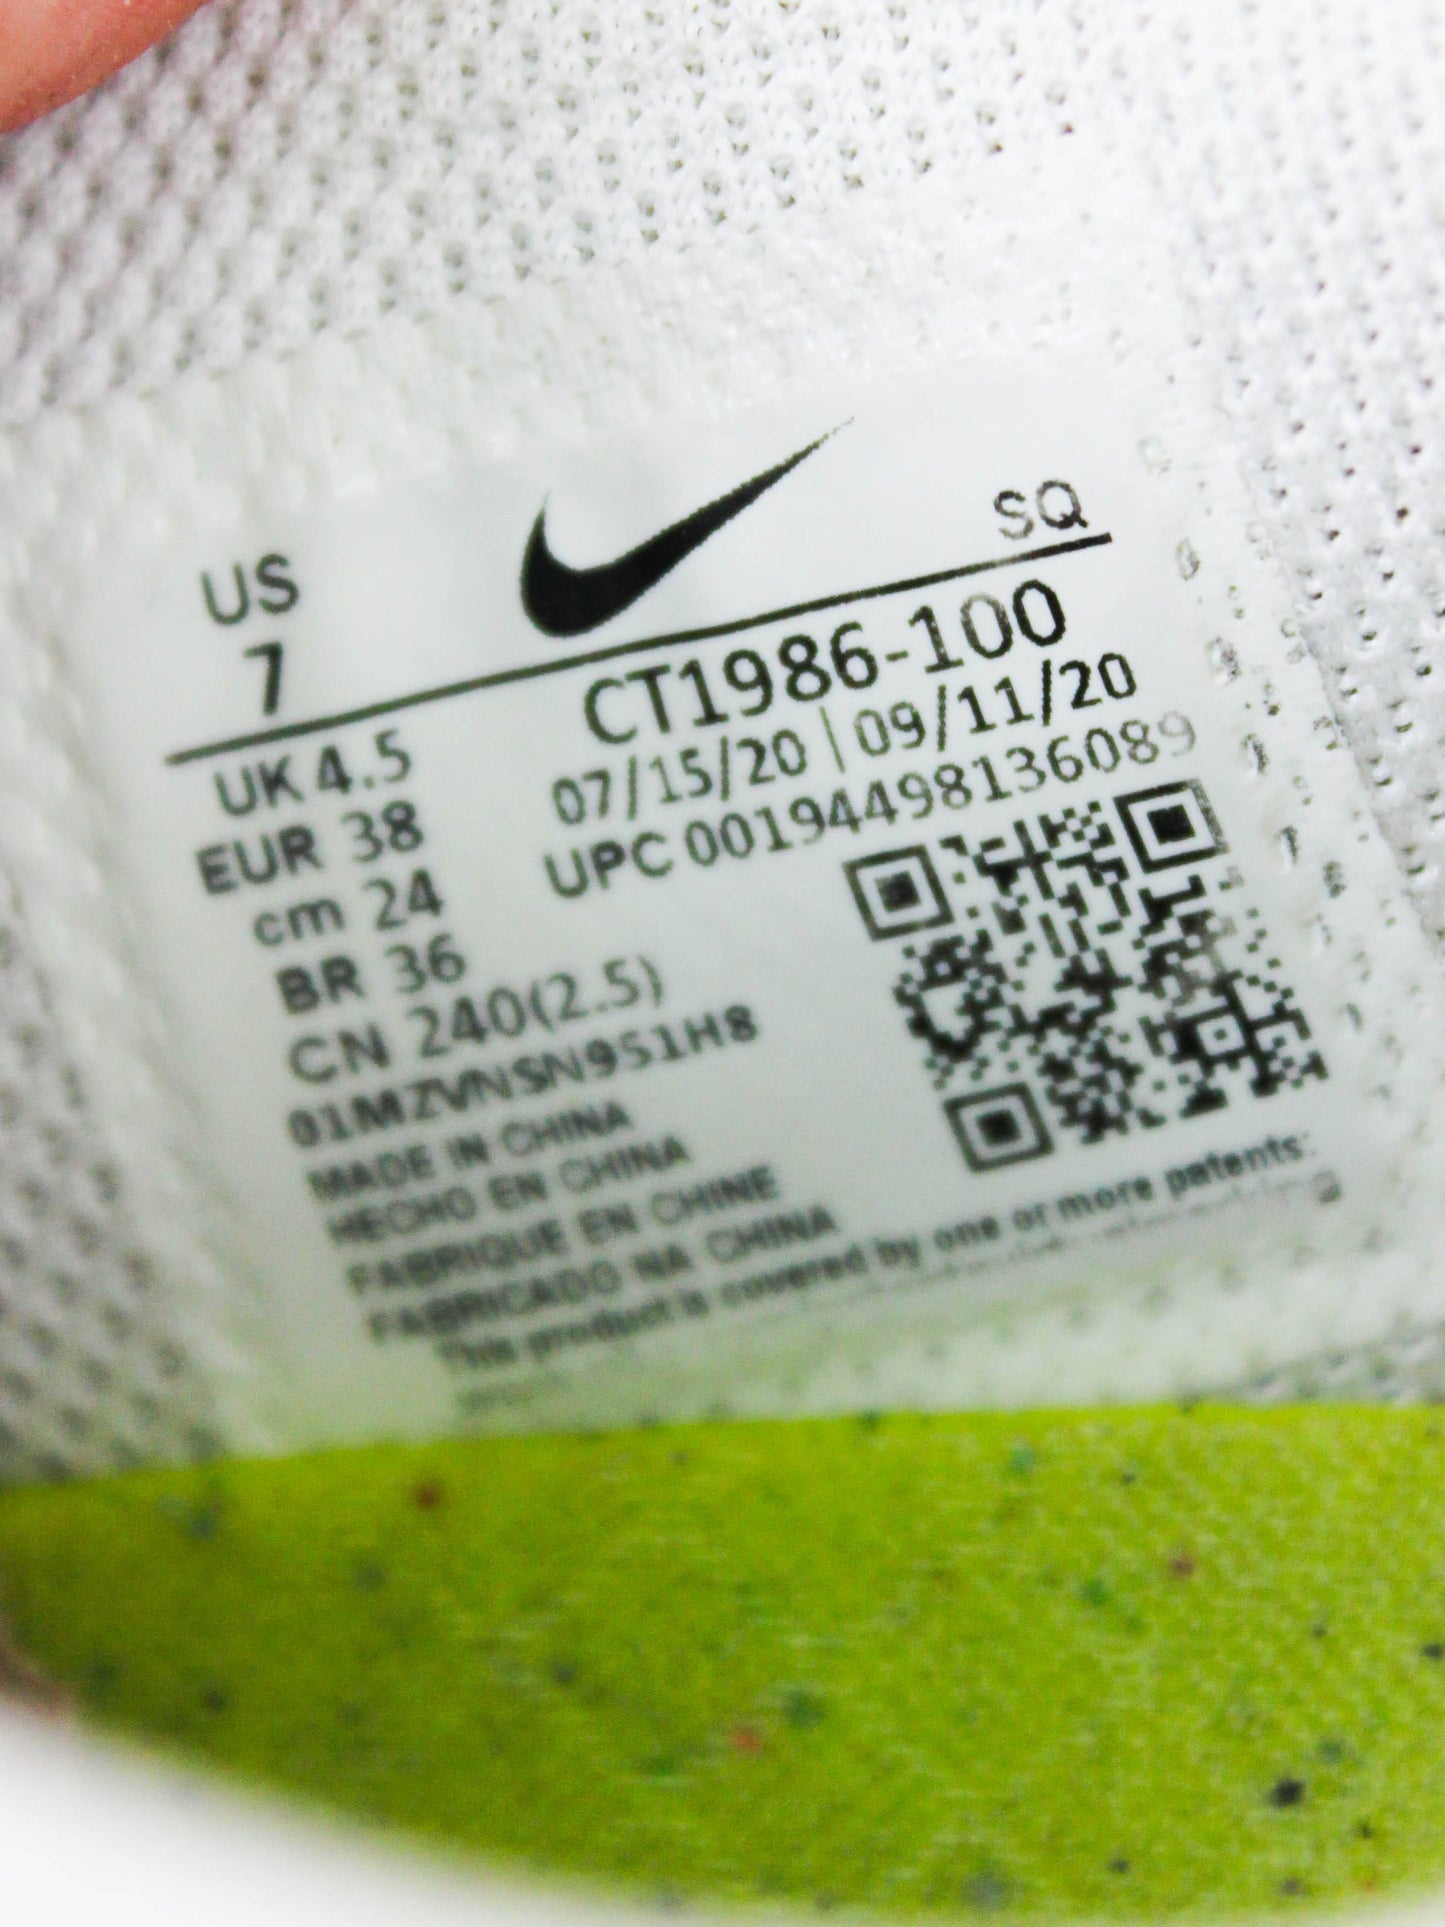 US
7
SQ
CT1986-100
07/15/20 | 09/11/20
UPC 00194498136089
UK 4.5
EUR 38
cm 24
BR 36
CN 240(2.5)
01MZVNSN951H8
MADE IN CHINA
HECHO EN CHINA
FABRIQUE EN CHINE
FABRICADO NA CHINA
This product is covered by one or more patents: